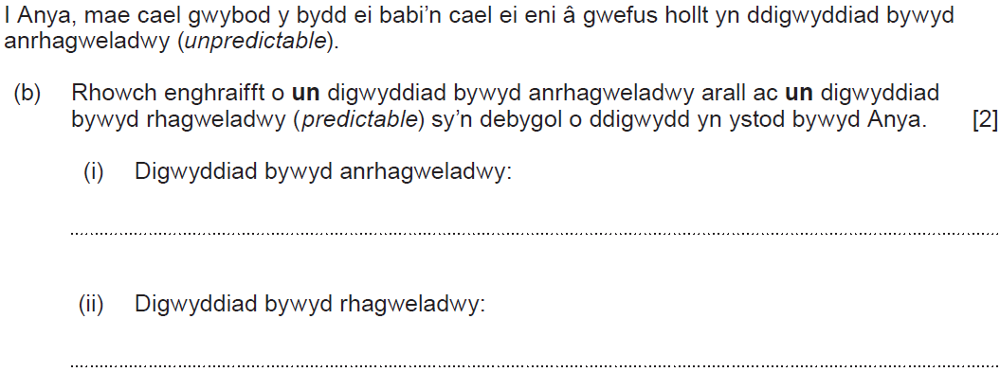 I Anya, mae cael gwybod y bydd ei babi’n cael ei eni â gwefus hollt yn ddigwyddiad bywyd
anrhagweladwy (unpredictable).
(b) Rhowch enghraifft o un digwyddiad bywyd anrhagweladwy arall ac un digwyddiad
bywyd rhagweladwy (predictable) sy’n debygol o ddigwydd yn ystod bywyd Anya. [2]
(i) Digwyddiad bywyd anrhagweladwy:
(ii) Digwyddiad bywyd rhagweladwy: